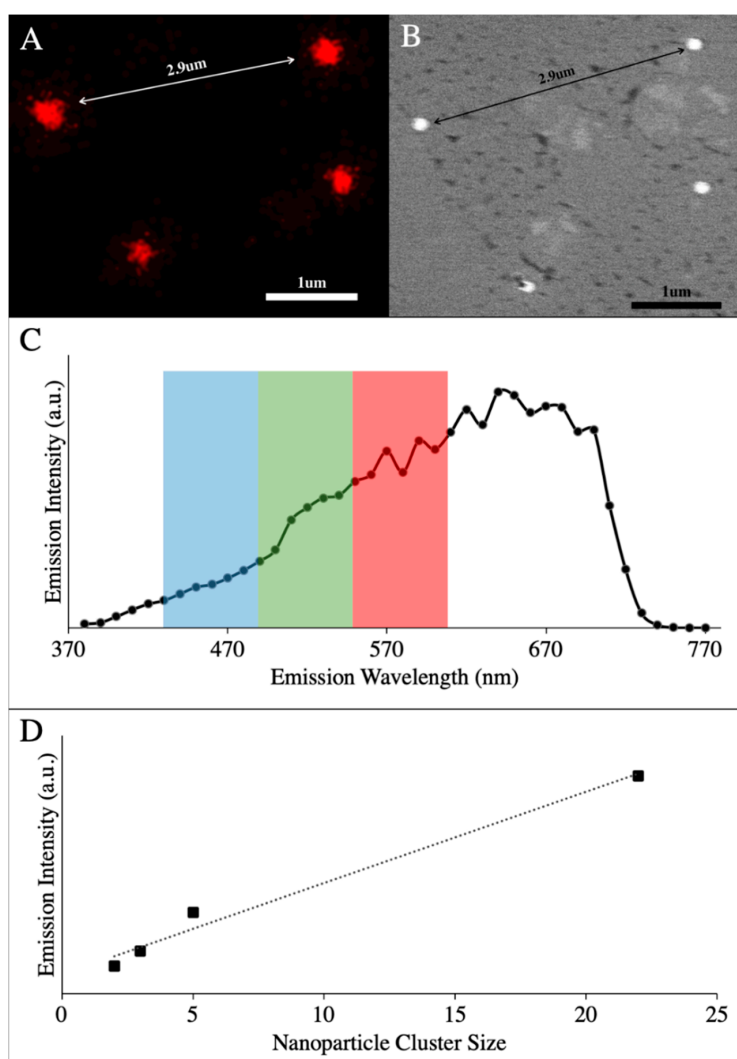 A
2.9um
1um
B
2.9um
1um
C
Emission Intensity (a.u.)
370
470
570
670
770
Emission Wavelength (nm)
D
Emission Intensity (a.u.)
0
5
10
15
20
25
Nanoparticle Cluster Size